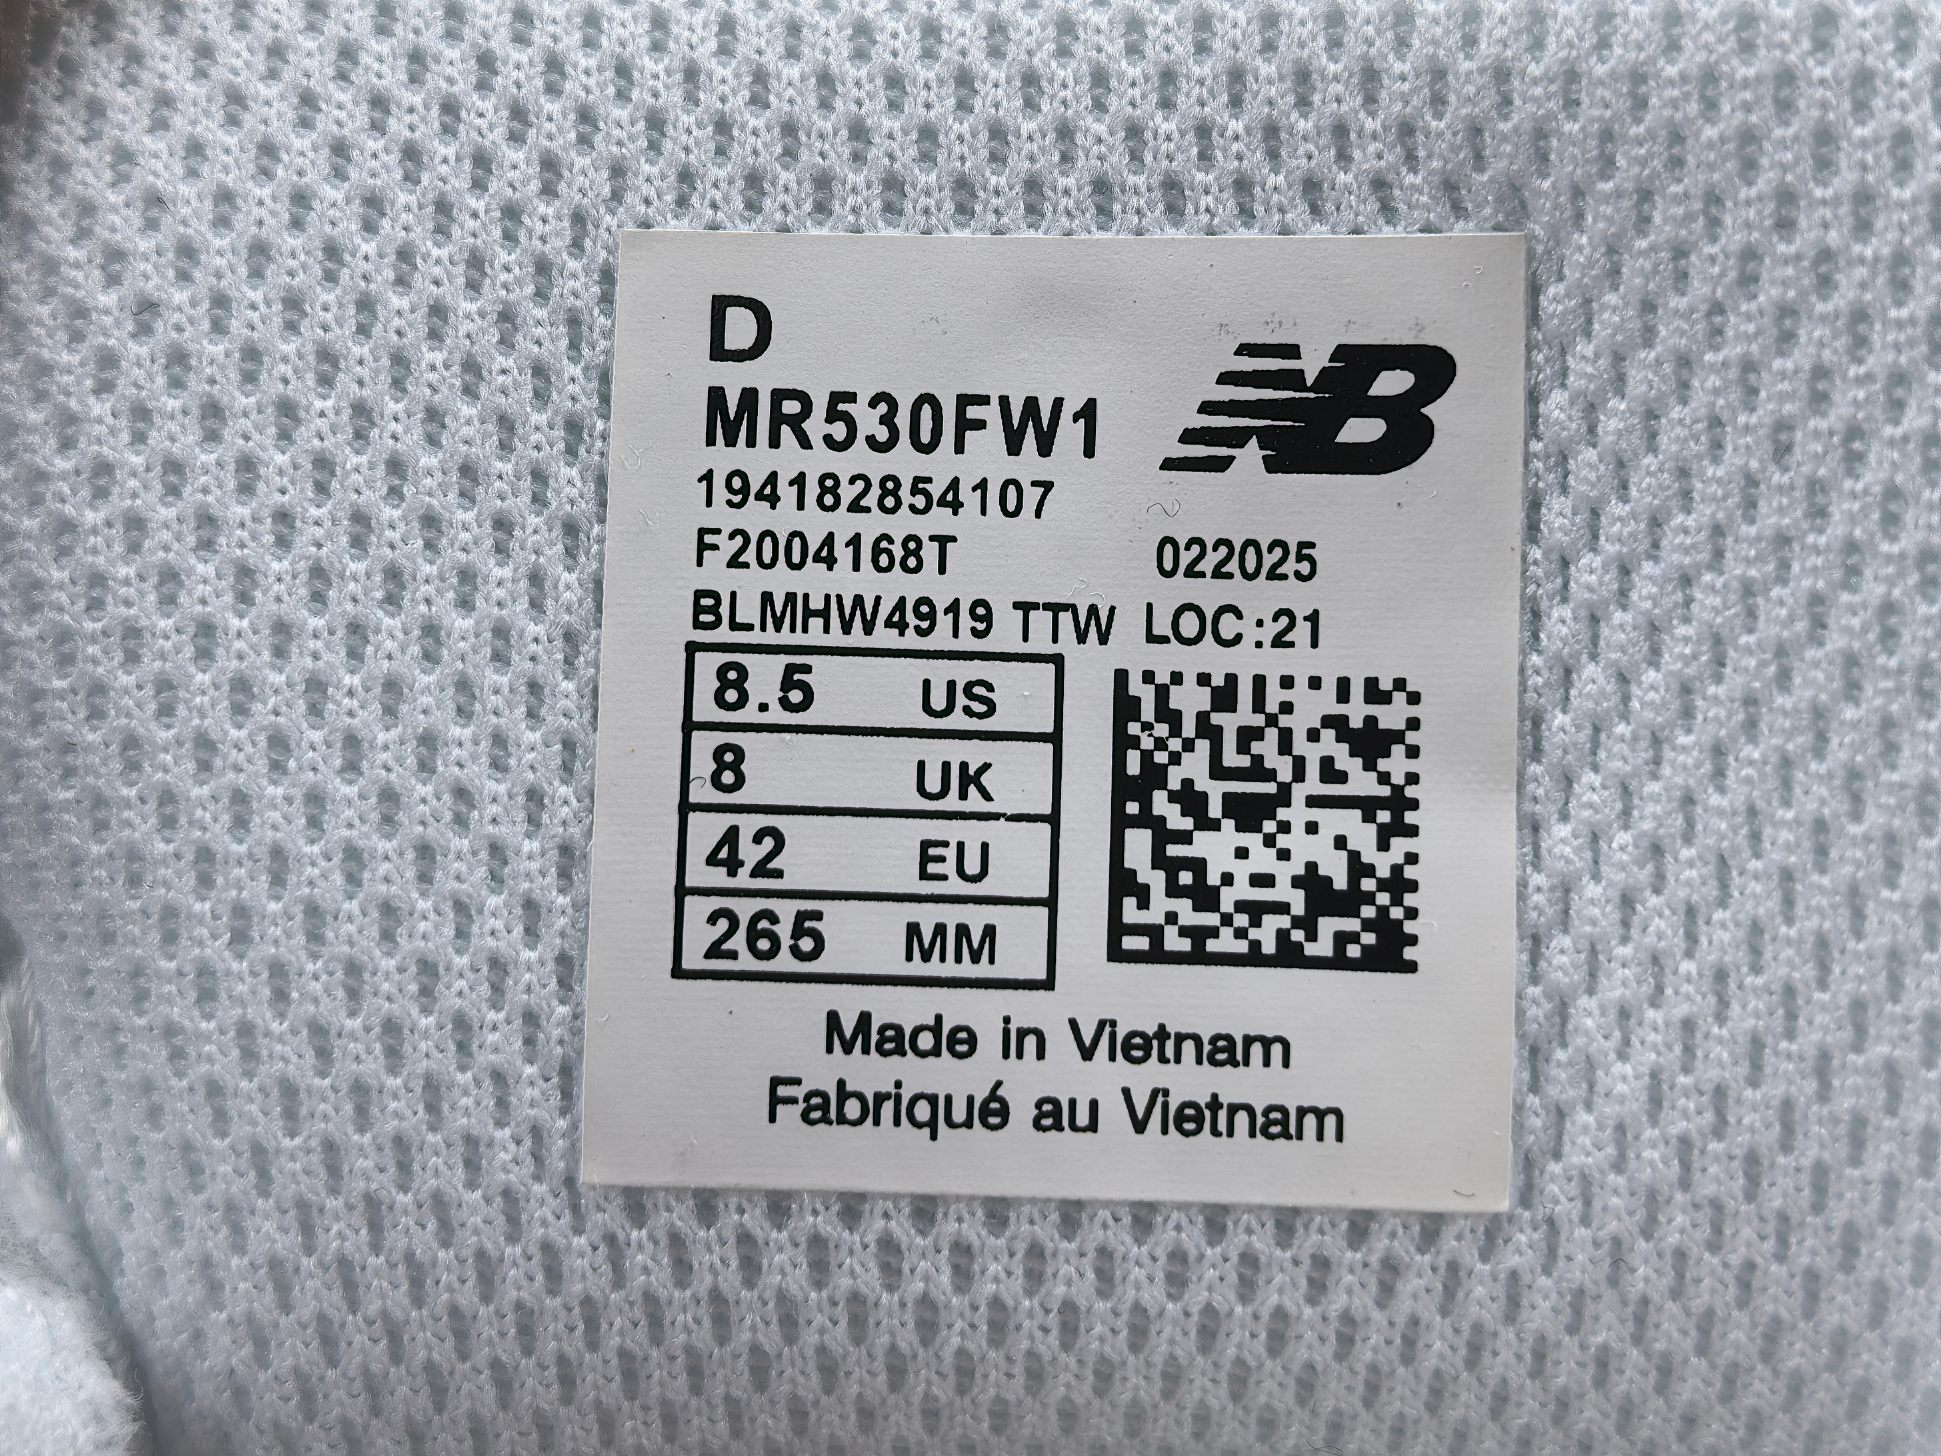 D
MR530FW1
NB
194182854107
F2004168T 022025
BLMHW4919 TTW LOC:21
8.5 US
8 UK
42 EU
265 MM
Made in Vietnam
Fabriqué au Vietnam